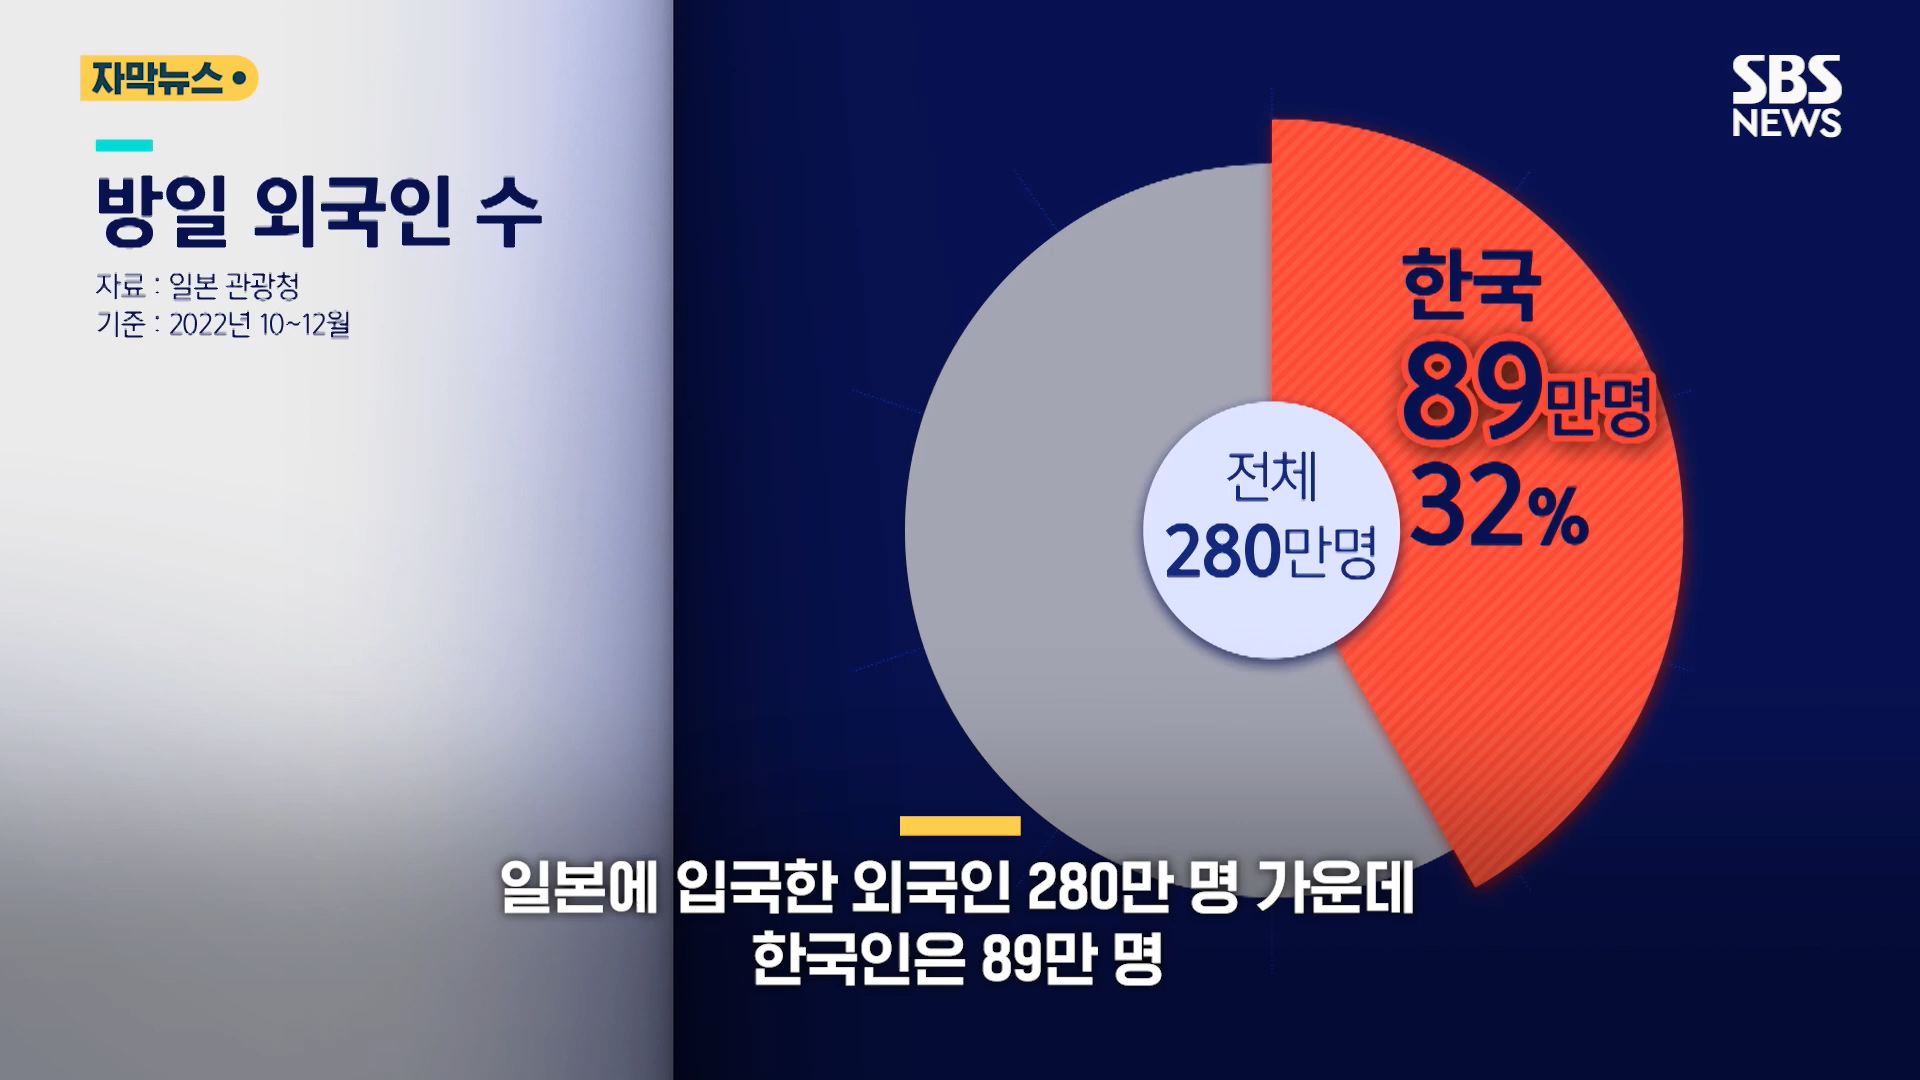 자막뉴스
SBS
NEWS
방일 외국인 수
자료 : 일본 관광청
기준 : 2022년 10~12월
한국
89만명
32%
전체
280만명
일본에 입국한 외국인 280만 명 가운데
한국인은 89만 명